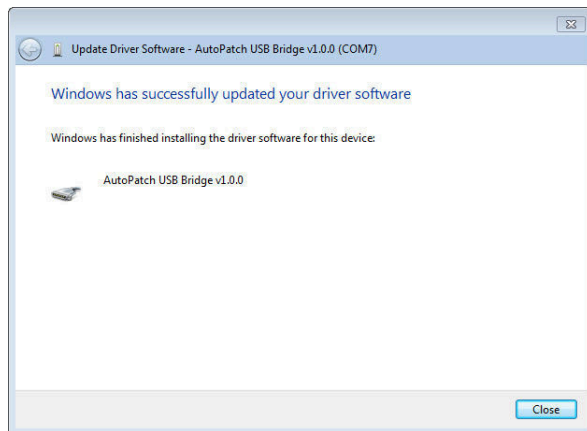 Update Driver Software - AutoPatch USB Bridge v1.0.0 (COM7)
Windows has successfully updated your driver software
Windows has finished installing the driver software for this device:
AutoPatch USB Bridge v1.0.0
Close